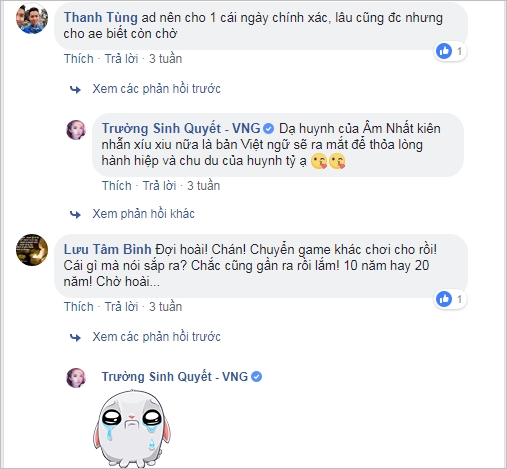 Thanh Tùng ad nên cho 1 cái ngày chính xác, lâu cũng đc nhưng
cho ae biết còn chờ
1
Thích · Trả lời · 3 tuần
Xem các phản hồi trước
Trường Sinh Quyết - VNG Dạ huynh của Âm Nhất kiên
nhẫn xíu xiu nữa là bản Việt ngữ sẽ ra mắt để thỏa lòng
hành hiệp và chu du của huynh tỷ ạ 😘😘
Thích · Trả lời · 3 tuần
Xem phản hồi khác
Lưu Tâm Bình Đợi hoài! Chán! Chuyển game khác chơi cho rồi!
Cái gì mà nói sắp ra? Chắc cũng gần ra rồi lắm! 10 năm hay 20
năm! Chờ hoài...
1
Thích · Trả lời · 3 tuần
Xem các phản hồi trước
Trường Sinh Quyết - VNG